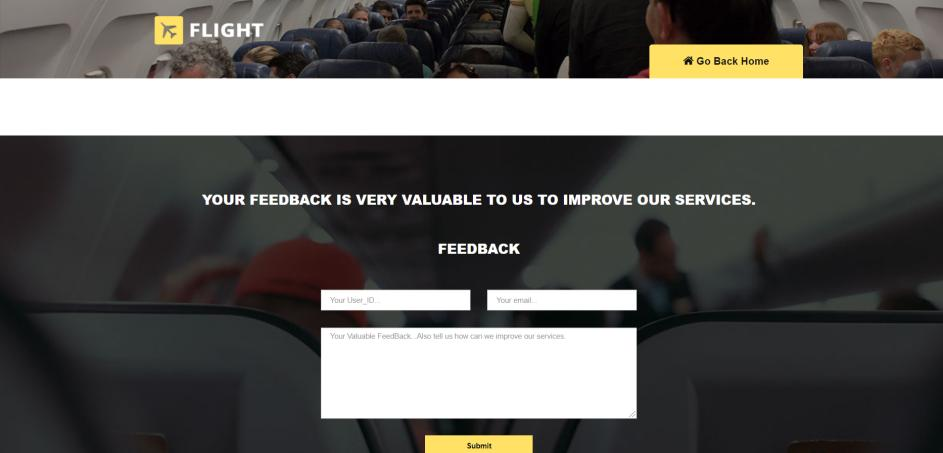 FLIGHT
Go Back Home
YOUR FEEDBACK IS VERY VALUABLE TO US TO IMPROVE OUR SERVICES.
FEEDBACK
Your User_ID...
Your email...
Your Valuable FeedBack...Also tell us how can we improve our services.
Submit